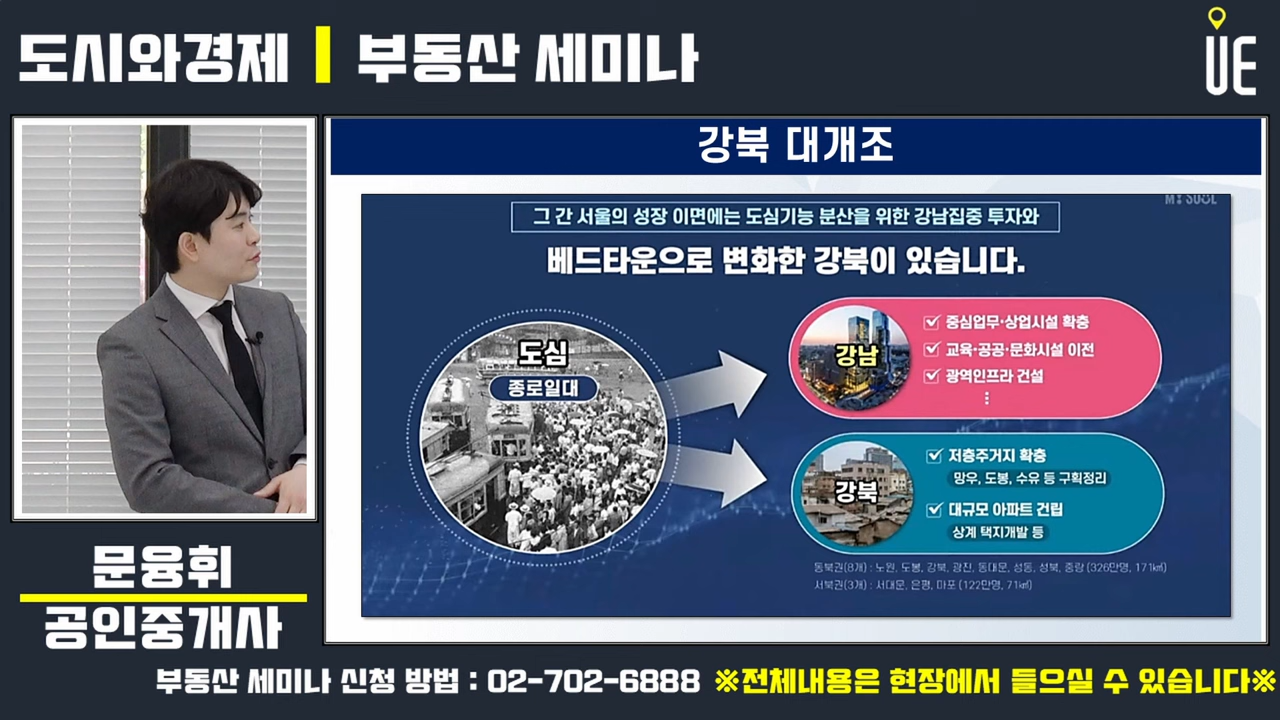 도시와경제 부동산 세미나
UE
강북 대개조
MY SOUL
그 간 서울의 성장 이면에는 도심기능 분산을 위한 강남집중 투자와
베드타운으로 변화한 강북이 있습니다.
도심
종로일대
강남
중심업무·상업시설 확충
교육·공공·문화시설 이전
광역인프라 건설
⋮
강북
저층주거지 확충
망우, 도봉, 수유 등 구획정리
대규모 아파트 건립
상계 택지개발 등
동북권(8개) : 노원, 도봉, 강북, 광진, 동대문, 성동, 성북, 중랑 (326만명, 171㎢)
서북권(3개) : 서대문, 은평, 마포 (122만명, 71㎢)
문융휘
공인중개사
부동산 세미나 신청 방법 : 02-702-6888 ※전체내용은 현장에서 들으실 수 있습니다※